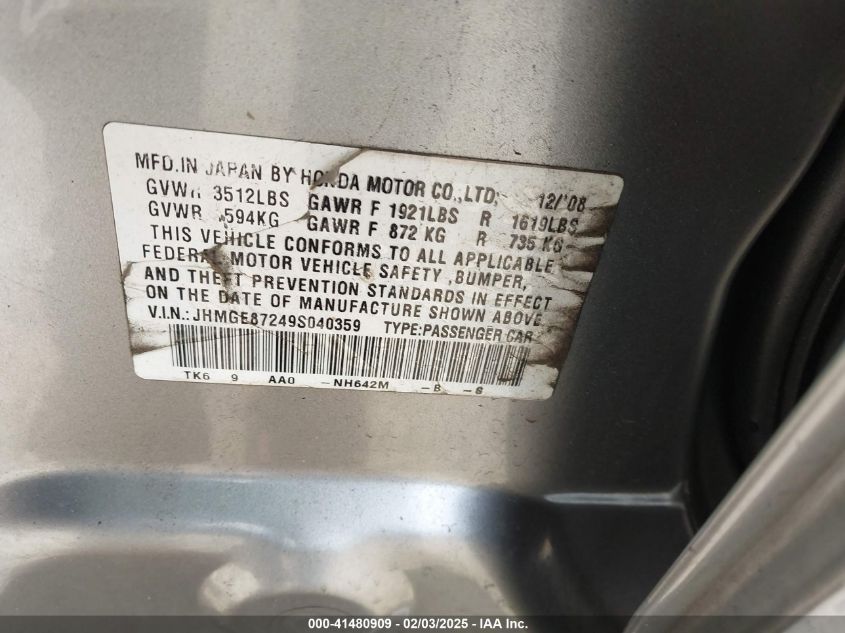 MFD.IN JAPAN BY HONDA MOTOR CO.,LTD. 12/'08
GVWR 3512LBS GAWR F 1921LBS R 1619LBS
GVWR 594KG GAWR F 872 KG R 735 KG
THIS VEHICLE CONFORMS TO ALL APPLICABLE
FEDERAL MOTOR VEHICLE SAFETY ,BUMPER,
AND THEFT PREVENTION STANDARDS IN EFFECT
ON THE DATE OF MANUFACTURE SHOWN ABOVE.
V.I.N.:JHMGE87249S040359 TYPE:PASSENGER CAR
TK6 9 AA0 -NH642M -B -S
000-41480909 - 02/03/2025 - IAA Inc.